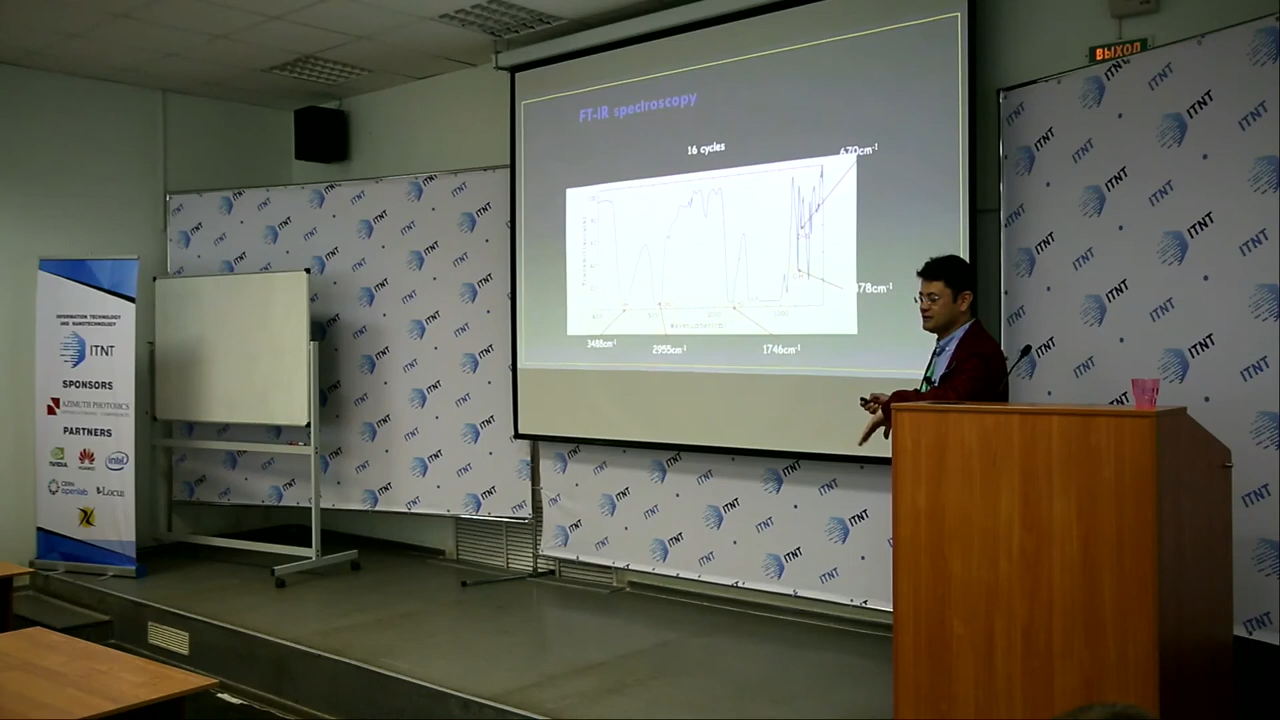 ВЫХОД
FT-IR spectroscopy
16 cycles
670cm-1
878cm-1
3488cm-1
2955cm-1
1746cm-1
INFORMATION TECHNOLOGY
AND NANOTECHNOLOGY
ITNT
SPONSORS
AZIMUTH PHOTONICS
PARTNERS
NVIDIA
HUAWEI
intel
CERN
openlab
LOCUS
ITNT